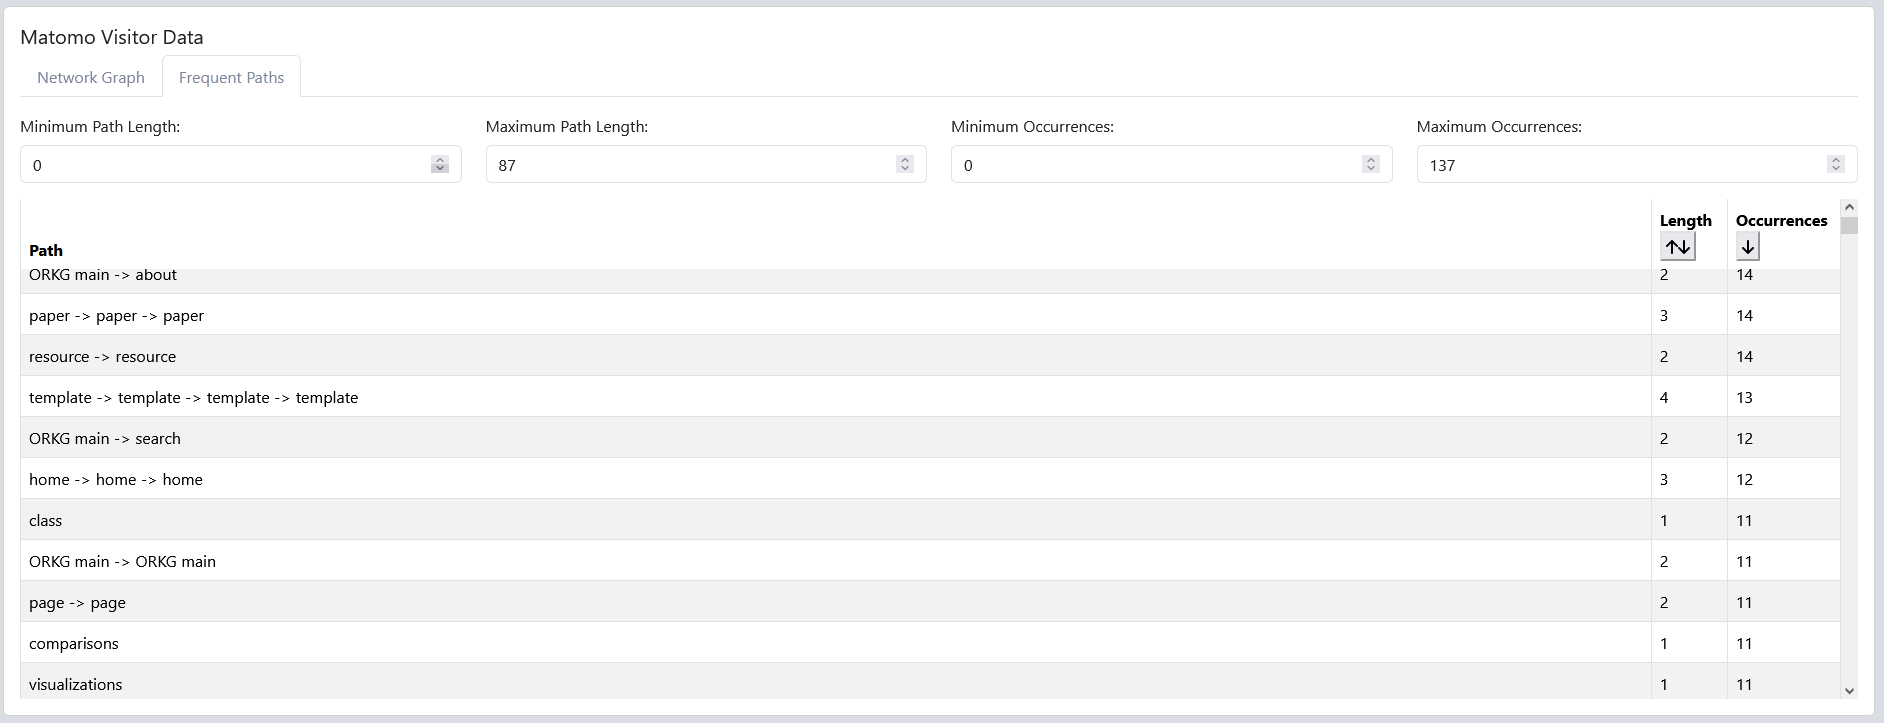 Matomo Visitor Data
Network Graph Frequent Paths
Minimum Path Length: Maximum Path Length: Minimum Occurrences: Maximum Occurrences:
0 87 0 137
Path Length Occurrences
ORKG main -> about 2 14
paper -> paper -> paper 3 14
resource -> resource 2 14
template -> template -> template -> template 4 13
ORKG main -> search 2 12
home -> home -> home 3 12
class 1 11
ORKG main -> ORKG main 2 11
page -> page 2 11
comparisons 1 11
visualizations 1 11